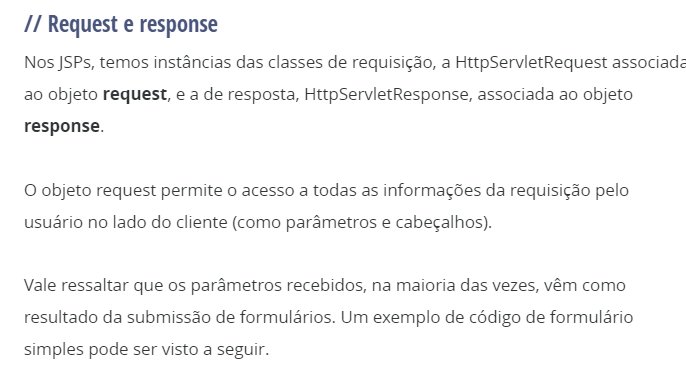 // Request e response
Nos JSPs, temos instâncias das classes de requisição, a HttpServletRequest associada
ao objeto request, e a de resposta, HttpServletResponse, associada ao objeto
response.
O objeto request permite o acesso a todas as informações da requisição pelo
usuário no lado do cliente (como parâmetros e cabeçalhos).
Vale ressaltar que os parâmetros recebidos, na maioria das vezes, vêm como
resultado da submissão de formulários. Um exemplo de código de formulário
simples pode ser visto a seguir.